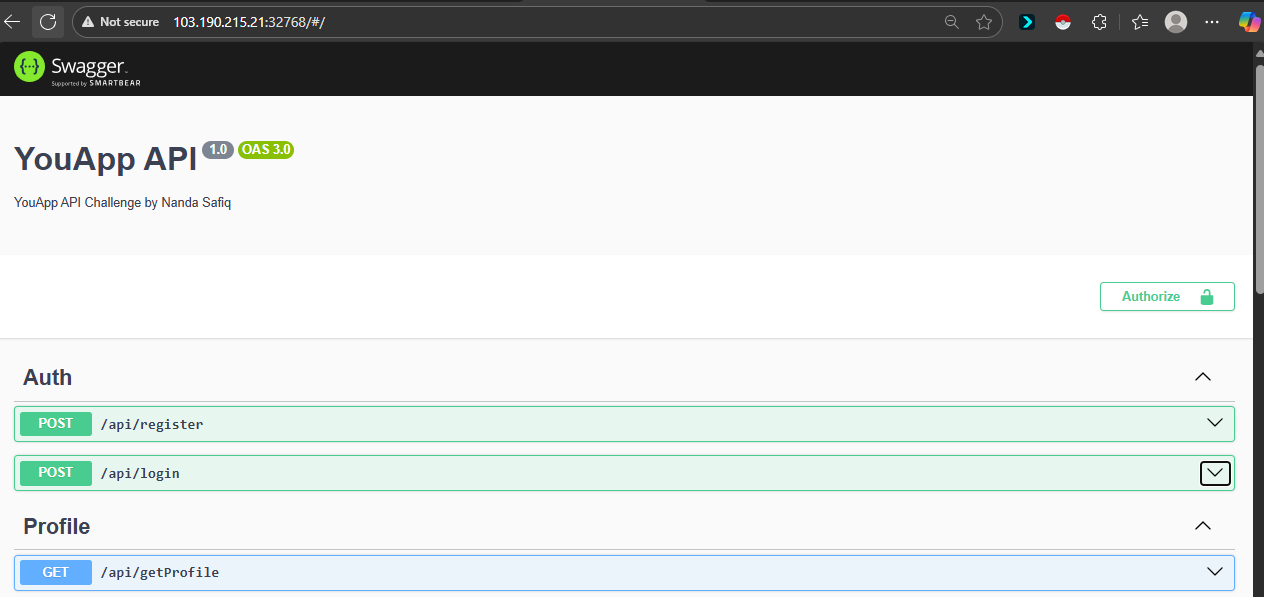 Not secure 103.190.215.21:32768/#/
Swagger.
Supported by SMARTBEAR
YouApp API 1.0 OAS 3.0
YouApp API Challenge by Nanda Safiq
Authorize
Auth
POST /api/register
POST /api/login
Profile
GET /api/getProfile